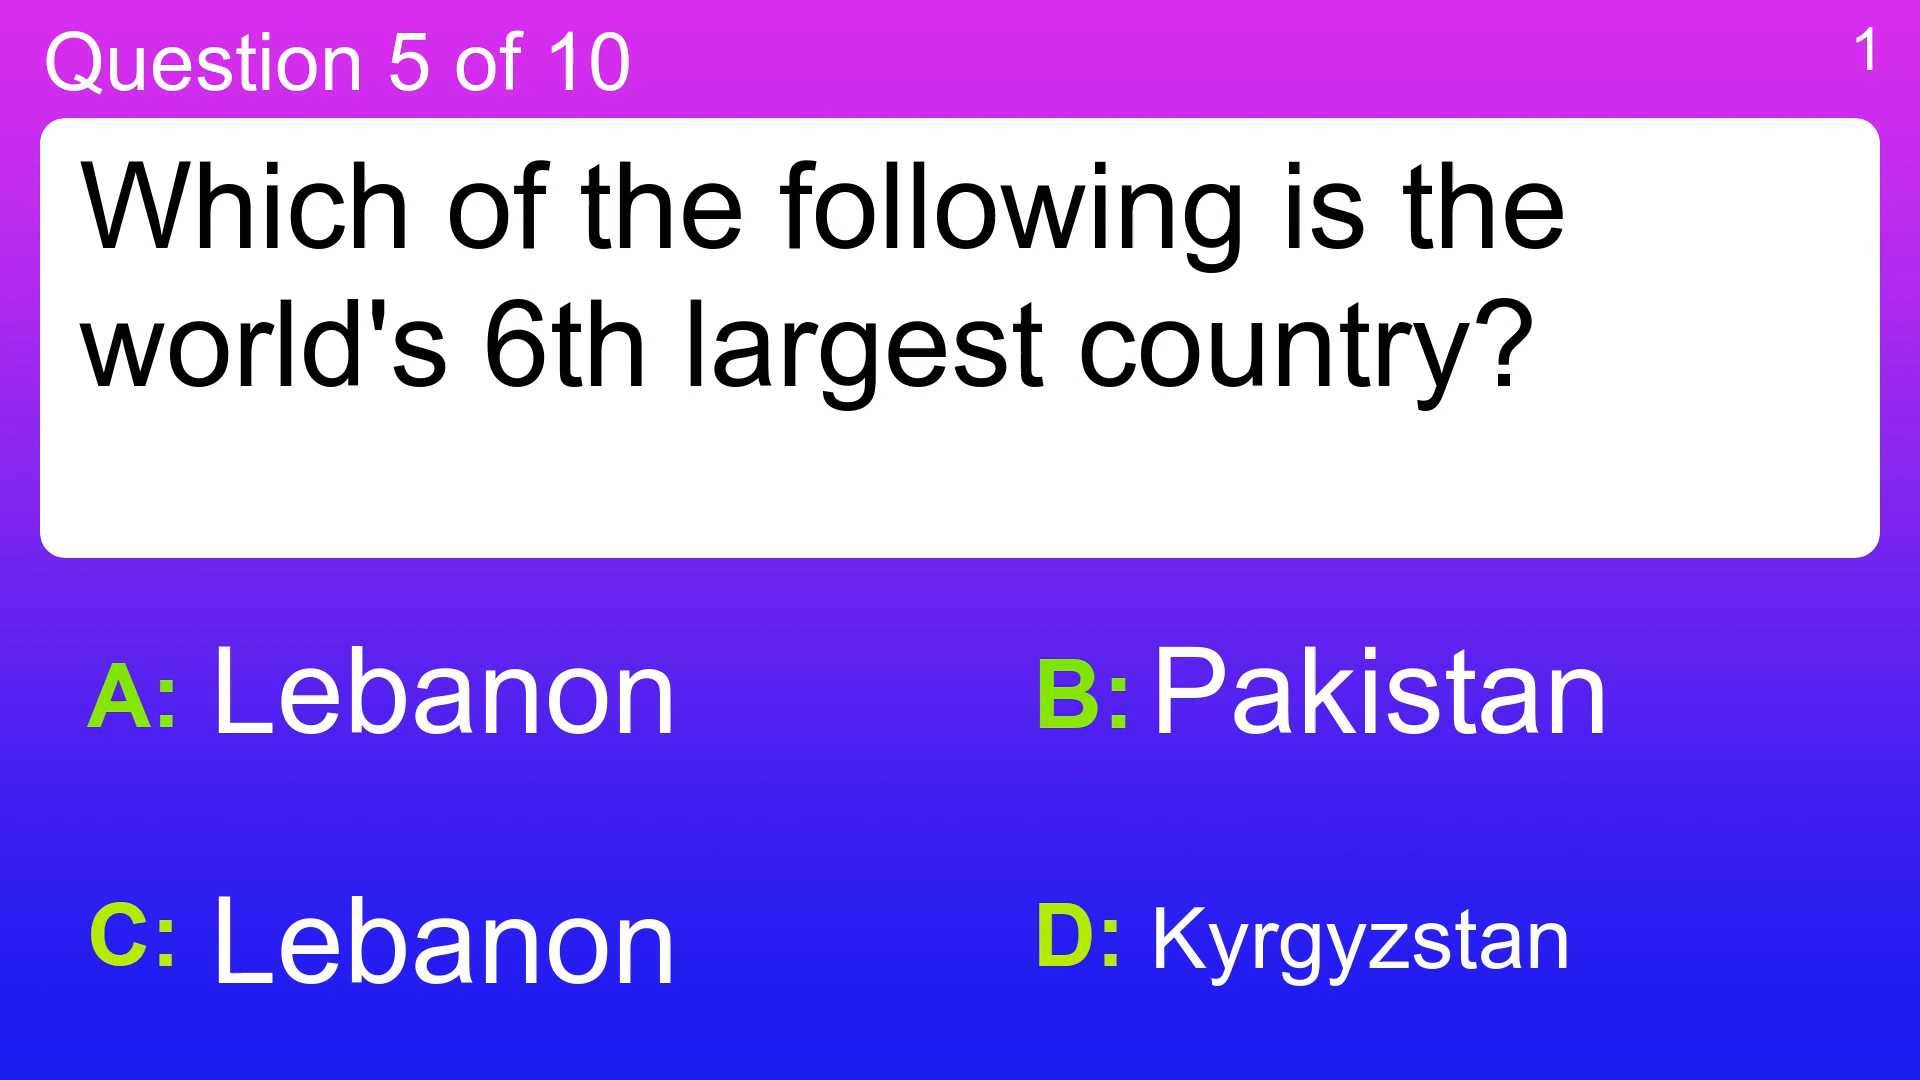 Question 5 of 10
1
Which of the following is the
world's 6th largest country?
A: Lebanon
B: Pakistan
C: Lebanon
D: Kyrgyzstan